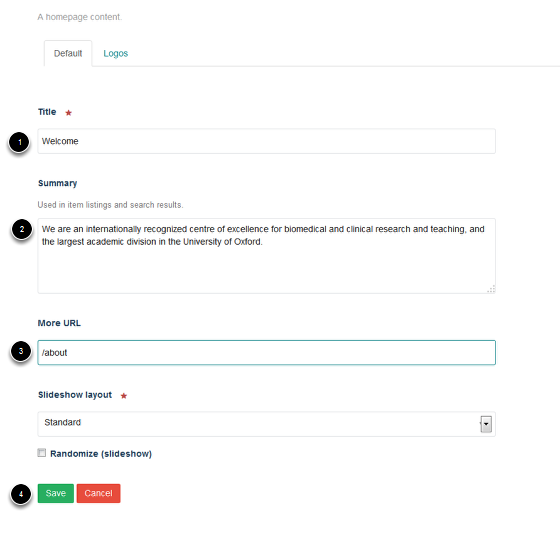 A homepage content.
Default Logos
Title ★
1 Welcome
Summary
Used in item listings and search results.
2 We are an internationally recognized centre of excellence for biomedical and clinical research and teaching, and
the largest academic division in the University of Oxford.
More URL
3 /about
Slideshow layout ★
Standard
Randomize (slideshow)
4 Save Cancel